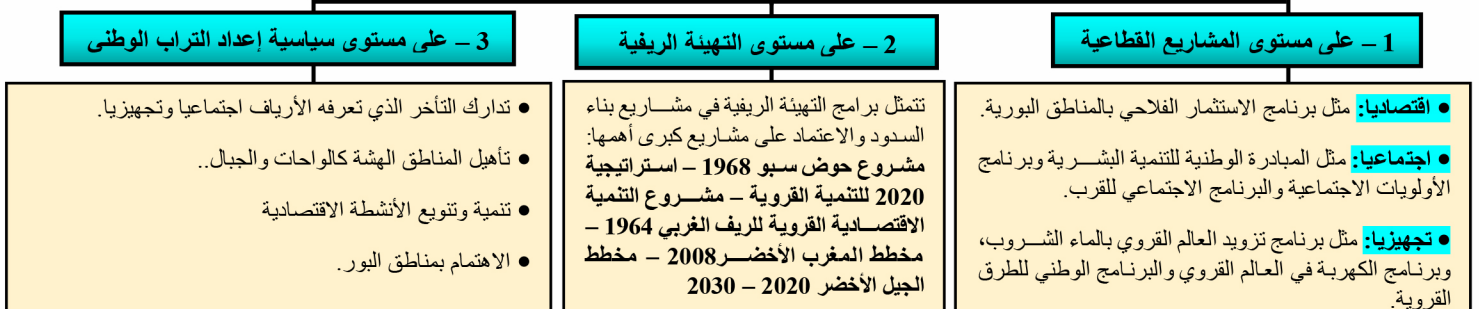 1 – على مستوى المشاريع القطاعية
● اقتصاديا: مثل برنامج الاستثمار الفلاحي بالمناطق البورية.
● اجتماعيا: مثل المبادرة الوطنية للتنمية البشرية وبرنامج
الأولويات الاجتماعية والبرنامج الاجتماعي للقرب.
● تجهيزيا: مثل برنامج تزويد العالم القروي بالماء الشروب،
وبرنامج الكهربة في العالم القروي والبرنامج الوطني للطرق
القروية.
2 – على مستوى التهيئة الريفية
تتمثل برامج التهيئة الريفية في مشاريع بناء
السدود والاعتماد على مشاريع كبرى أهمها:
مشروع حوض سبو 1968 – استراتيجية
2020 للتنمية القروية – مشروع التنمية
الاقتصادية القروية للريف الغربي 1964 –
مخطط المغرب الأخضر2008 – مخطط
الجيل الأخضر 2020 – 2030
3 – على مستوى سياسية إعداد التراب الوطني
● تدارك التأخر الذي تعرفه الأرياف اجتماعيا وتجهيزيا.
● تأهيل المناطق الهشة كالواحات والجبال..
● تنمية وتنويع الأنشطة الاقتصادية
● الاهتمام بمناطق البور.